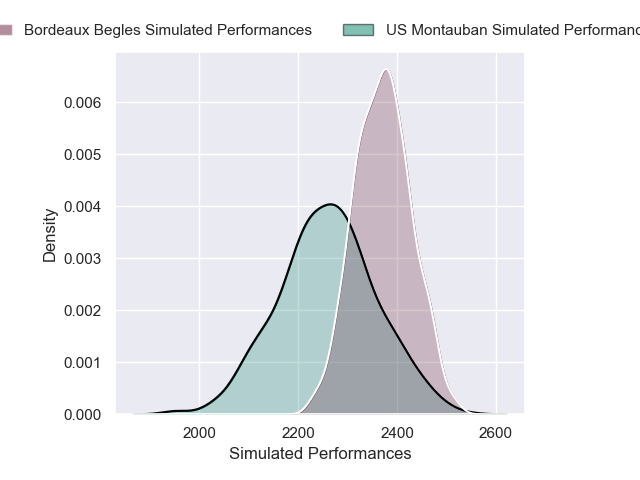 Bordeaux Begles Simulated Performances
US Montauban Simulated
0.006
0.005
0.004
0.003
0.002
0.001
0.000
Density
2000 2200 2400 2600
Simulated Performances